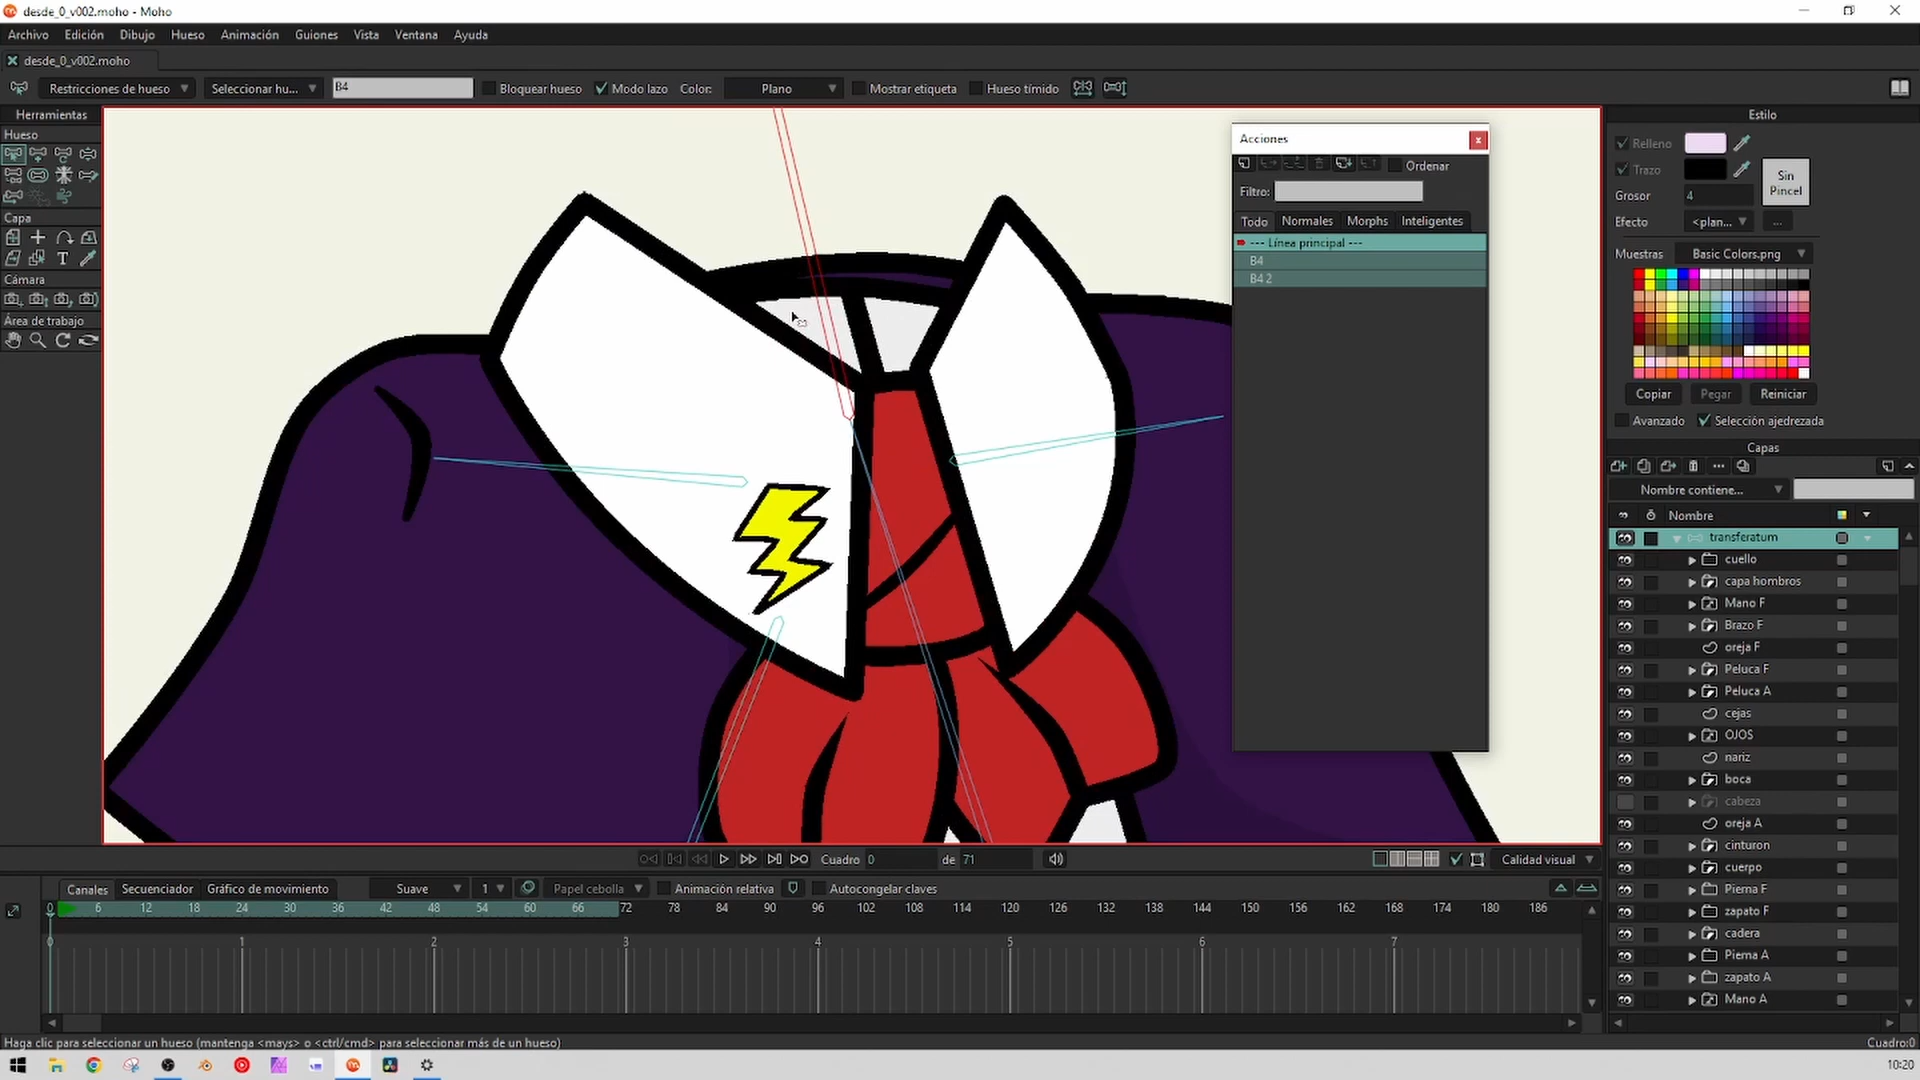 desde_0_v002.moho - Moho
Archivo Edición Dibujo Hueso Animación Guiones Vista Ventana Ayuda
desde_0_v002.moho
Restricciones de hueso Seleccionar hu... B4 Bloquear hueso Modo lazo Color: Plano Mostrar etiqueta Hueso tímido
Herramientas
Hueso
Capa
Cámara
Área de trabajo
Acciones
Ordenar
Filtro:
Todo Normales Morphs Inteligentes
--- Línea principal ---
B4
B4 2
Estilo
Relleno
Trazo
Sin Pincel
Grosor 4
Efecto <plan... ...
Muestras Basic Colors.png
Copiar Pegar Reiniciar
Avanzado Selección ajedrezada
Capas
Nombre contiene...
Nombre
transferatum
cuello
capa hombros
Mano F
Brazo F
oreja F
Peluca F
Peluca A
cejas
OJOS
nariz
boca
cabeza
oreja A
cinturon
cuerpo
Pierna F
zapato F
cadera
Pierna A
zapato A
Mano A
Cuadro 0 de 71 Calidad visual
Canales Secuenciador Gráfico de movimiento Suave 1 Papel cebolla Animación relativa Autocongelar claves
0 6 12 18 24 30 36 42 48 54 60 66 72 78 84 90 96 102 108 114 120 126 132 138 144 150 156 162 168 174 180 186
0 1 2 3 4 5 6 7
Haga clic para seleccionar un hueso (mantenga <mays> o <ctrl/cmd> para seleccionar más de un hueso) Cuadro:0
10:20